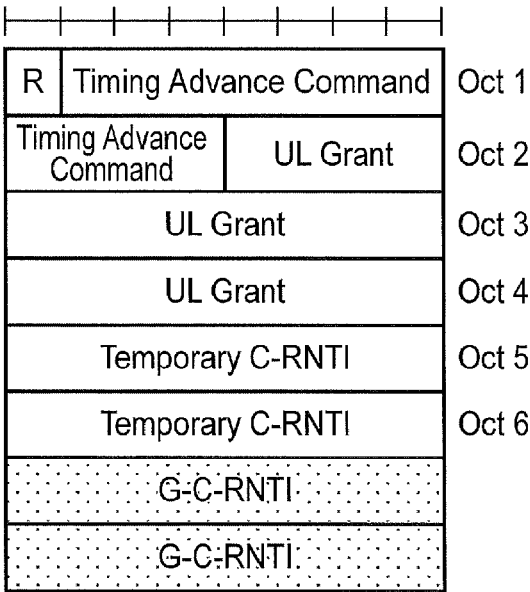 R Timing Advance Command Oct 1
Timing Advance
Command UL Grant Oct 2
UL Grant Oct 3
UL Grant Oct 4
Temporary C-RNTI Oct 5
Temporary C-RNTI Oct 6
G-C-RNTI
G-C-RNTI